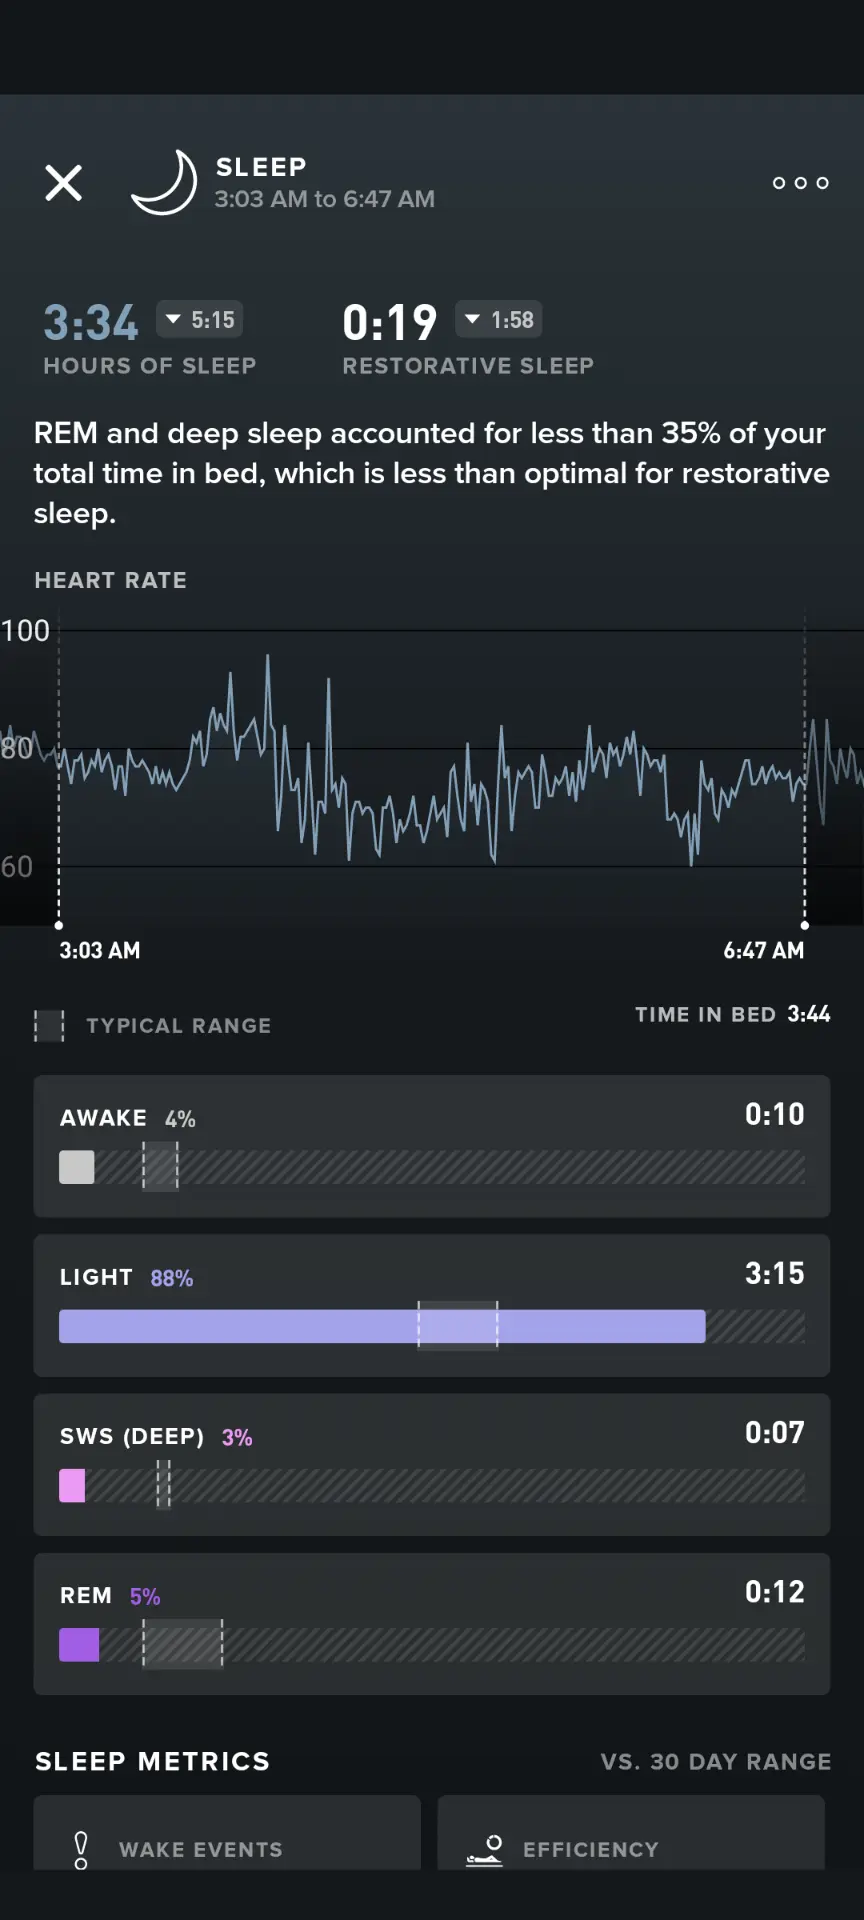 SLEEP
3:03 AM to 6:47 AM
3:34 5:15
HOURS OF SLEEP
0:19 1:58
RESTORATIVE SLEEP
REM and deep sleep accounted for less than 35% of your
total time in bed, which is less than optimal for restorative
sleep.
HEART RATE
100
80
60
3:03 AM
6:47 AM
TYPICAL RANGE
TIME IN BED 3:44
AWAKE 4% 0:10
LIGHT 88% 3:15
SWS (DEEP) 3% 0:07
REM 5% 0:12
SLEEP METRICS
VS. 30 DAY RANGE
WAKE EVENTS
EFFICIENCY